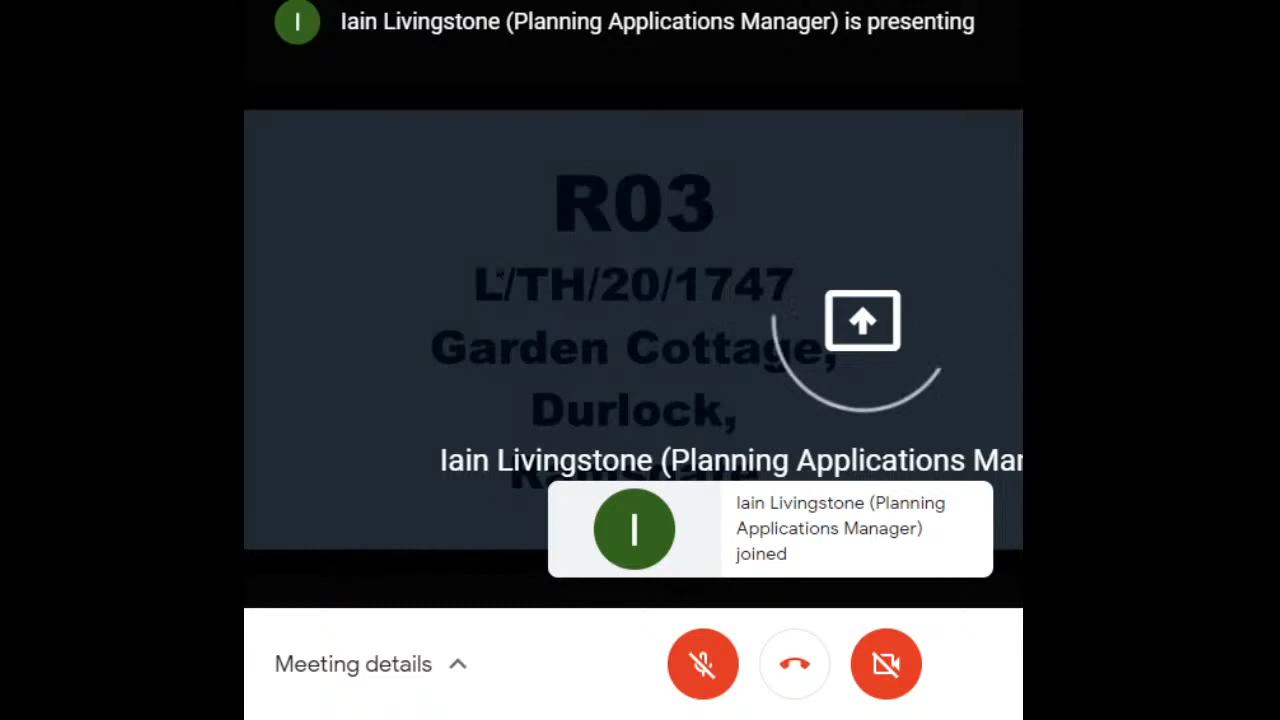 I
Iain Livingstone (Planning Applications Manager) is presenting
R03
L/TH/20/1747
Garden Cottage,
Durlock,
Iain Livingstone (Planning Applications Mar
I
Iain Livingstone (Planning
Applications Manager)
joined
Meeting details